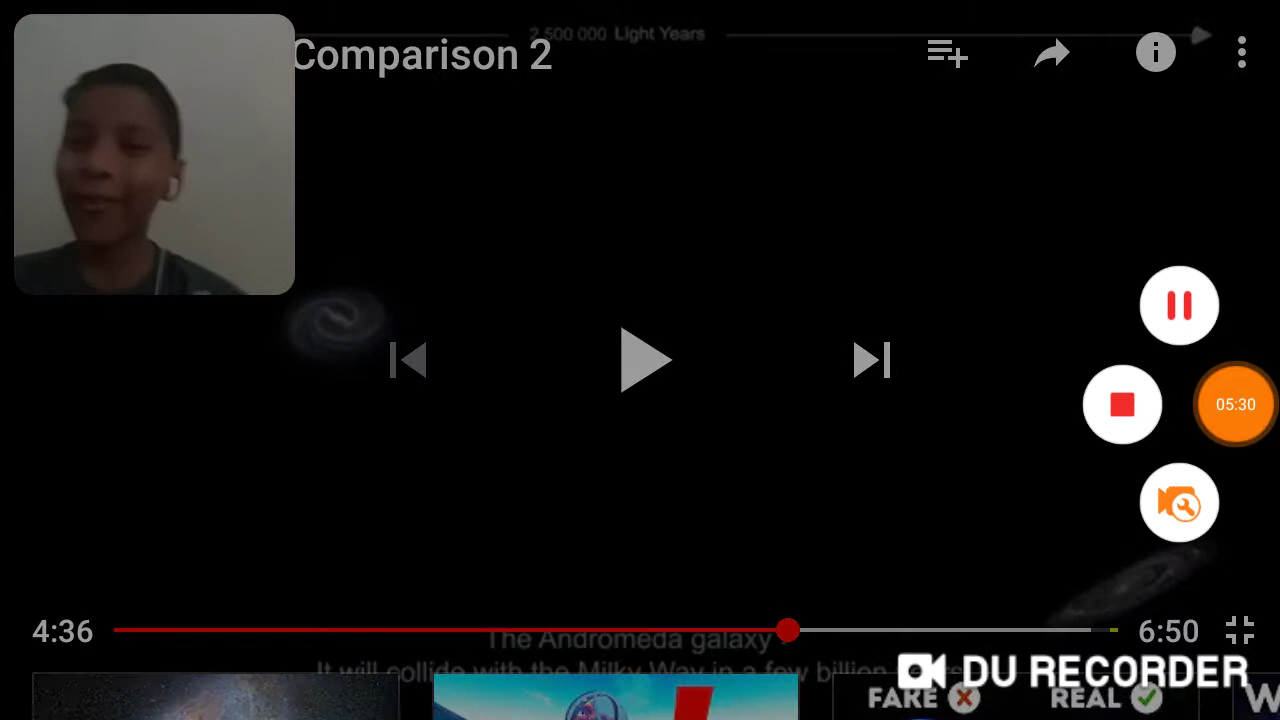 2 500 000 Light Years
Comparison 2
05:30
4:36
6:50
The Andromeda galaxy
It will collide with the Milky Way in a few billion years
DU RECORDER
FAKE REAL
W